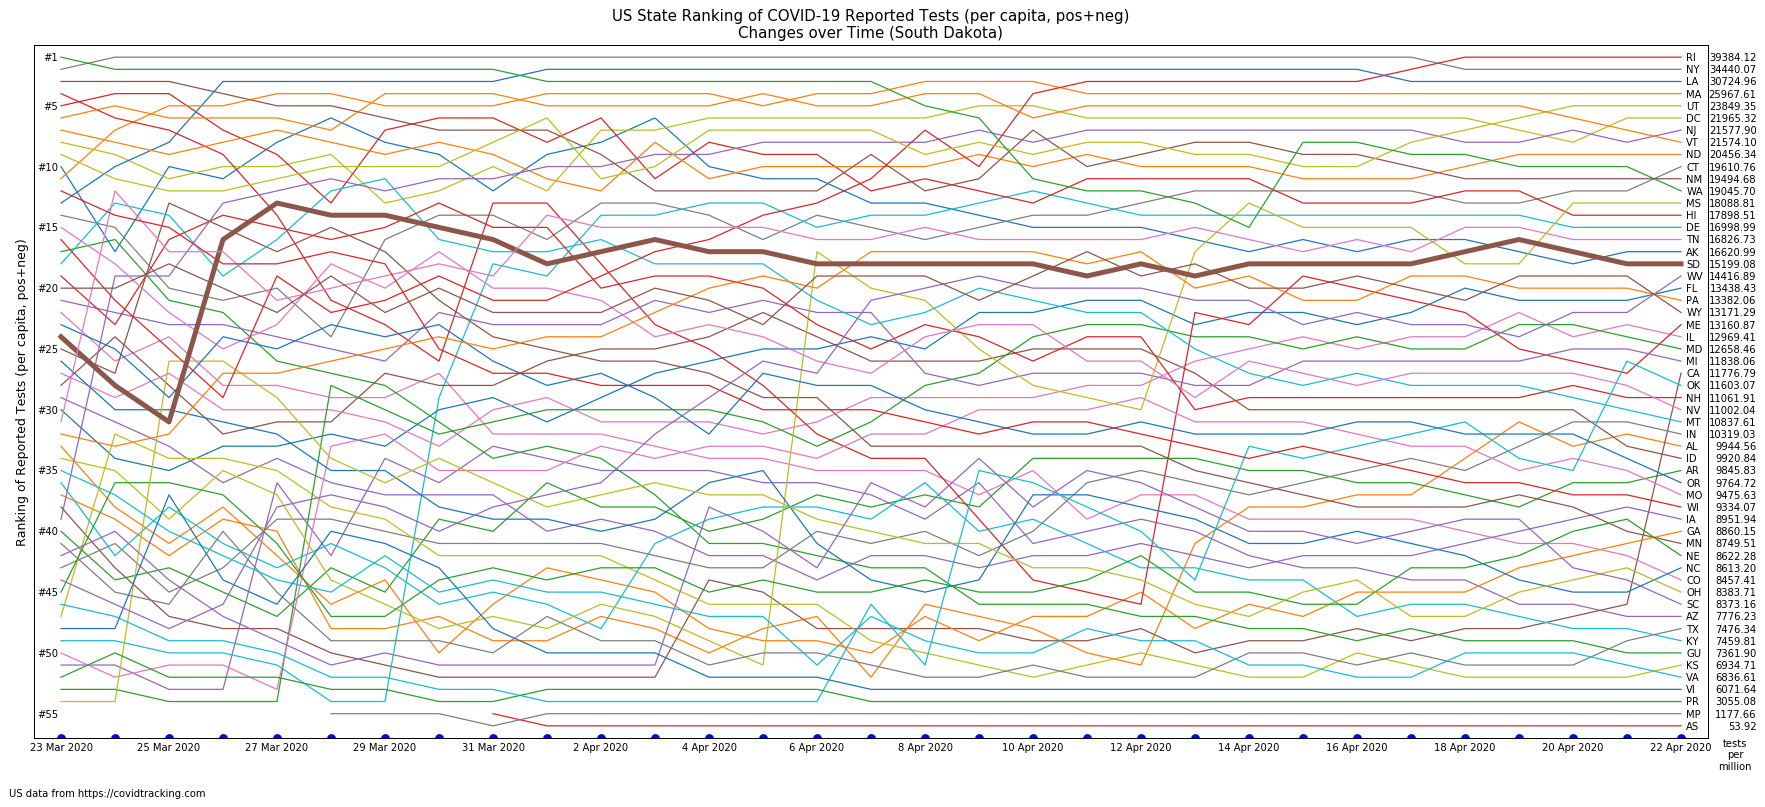 US State Ranking of COVID-19 Reported Tests (per capita, pos+neg)
Changes over Time (South Dakota)
Ranking of Reported Tests (per capita, pos+neg)
#1
#5
#10
#15
#20
#25
#30
#35
#40
#45
#50
#55
RI 39384.12
NY 34440.07
LA 30724.96
MA 25967.61
UT 23849.35
DC 21965.32
NJ 21577.90
VT 21574.10
ND 20456.34
CT 19610.76
NM 19494.68
WA 19045.70
MS 18088.81
HI 17898.51
DE 16998.99
TN 16826.73
AK 16620.99
SD 15199.08
WV 14416.89
FL 13438.43
PA 13382.06
WY 13171.29
ME 13160.87
IL 12969.41
MD 12658.46
MI 11838.06
CA 11776.79
OK 11603.07
NH 11061.91
NV 11002.04
MT 10837.61
IN 10319.03
AL 9944.56
ID 9920.84
AR 9845.83
OR 9764.72
MO 9475.63
WI 9334.07
IA 8951.94
GA 8860.15
MN 8749.51
NE 8622.28
NC 8613.20
CO 8457.41
OH 8383.71
SC 8373.16
AZ 7776.23
TX 7476.34
KY 7459.81
GU 7361.90
KS 6934.71
VA 6836.61
VI 6071.64
PR 3055.08
MP 1177.66
AS 53.92
23 Mar 2020 25 Mar 2020 27 Mar 2020 29 Mar 2020 31 Mar 2020 2 Apr 2020 4 Apr 2020 6 Apr 2020 8 Apr 2020 10 Apr 2020 12 Apr 2020 14 Apr 2020 16 Apr 2020 18 Apr 2020 20 Apr 2020 22 Apr 2020
tests
per
million
US data from https://covidtracking.com